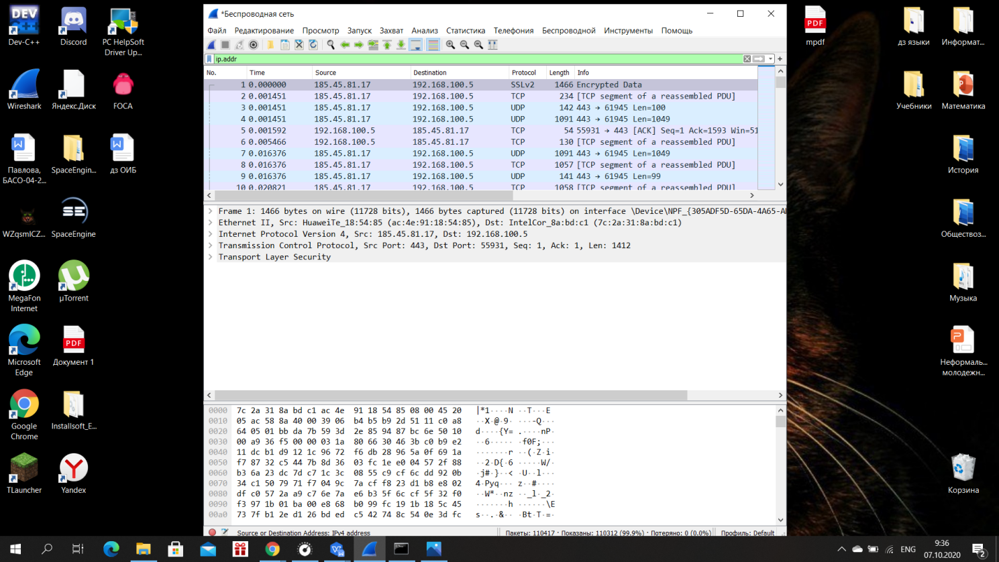 Dev-C++
Discord
PC HelpSoft
Driver Up...
Wireshark
Яндекс.Диск
FOCA
Павлова,
БАСО-04-2...
SpaceEngin...
дз ОИБ
WZqsmICZ...
SpaceEngine
MegaFon
Internet
µTorrent
Microsoft
Edge
Документ 1
Google
Chrome
Installsoft_E...
TLauncher
Yandex
*Беспроводная сеть
Файл Редактирование Просмотр Запуск Захват Анализ Статистика Телефония Беспроводной Инструменты Помощь
ip.addr
No. Time Source Destination Protocol Length Info
1 0.000000 185.45.81.17 192.168.100.5 SSLv2 1466 Encrypted Data
2 0.001451 185.45.81.17 192.168.100.5 TCP 234 [TCP segment of a reassembled PDU]
3 0.001451 185.45.81.17 192.168.100.5 UDP 142 443 → 61945 Len=100
4 0.001451 185.45.81.17 192.168.100.5 UDP 1091 443 → 61945 Len=1049
5 0.001592 192.168.100.5 185.45.81.17 TCP 54 55931 → 443 [ACK] Seq=1 Ack=1593 Win=51
6 0.005466 192.168.100.5 185.45.81.17 TCP 130 [TCP segment of a reassembled PDU]
7 0.016376 185.45.81.17 192.168.100.5 UDP 1091 443 → 61945 Len=1049
8 0.016376 185.45.81.17 192.168.100.5 TCP 1057 [TCP segment of a reassembled PDU]
9 0.016376 185.45.81.17 192.168.100.5 UDP 141 443 → 61945 Len=99
10 0.020821 185.45.81.17 192.168.100.5 TCP 1058 [TCP segment of a reassembled PDU]
Frame 1: 1466 bytes on wire (11728 bits), 1466 bytes captured (11728 bits) on interface \Device\NPF_{305ADF5D-65DA-4A65-A
Ethernet II, Src: HuaweiTe_18:54:85 (ac:4e:91:18:54:85), Dst: IntelCor_8a:bd:c1 (7c:2a:31:8a:bd:c1)
Internet Protocol Version 4, Src: 185.45.81.17, Dst: 192.168.100.5
Transmission Control Protocol, Src Port: 443, Dst Port: 55931, Seq: 1, Ack: 1, Len: 1412
Transport Layer Security
0000 7c 2a 31 8a bd c1 ac 4e 91 18 54 85 08 00 45 20 |*1····N ··T···E
0010 05 ac 58 8a 40 00 39 06 b4 b5 b9 2d 51 11 c0 a8 ··X·@·9· ···-Q···
0020 64 05 01 bb da 7b 59 3d 2e 85 94 87 bc 6e 50 10 d····{Y= .····nP·
0030 00 a9 36 f5 00 00 03 1a 80 66 30 46 3b c0 b9 e2 ··6····· ·f0F;···
0040 11 dc b1 d9 12 1c 96 72 f6 db 28 96 5a 0f 69 1a ·······r ··(·Z·i·
0050 f7 87 32 c5 44 7b 8d 36 03 fc 1e e0 04 57 2f 88 ··2·D{·6 ·····W/·
0060 b3 6a 23 dc 7d c7 1c 3c 08 55 c9 cf 6c dd 92 0b ·j#·}··< ·U··l···
0070 34 c1 50 79 71 f7 04 9c 7a cf f8 23 d1 b8 e8 02 4·Pyq··· z··#····
0080 df c0 57 2a a9 c7 6e 7a e6 b3 5f 6c cf 5f 32 f0 ··W*··nz ··_l·_2·
0090 f3 97 1b 01 ba 00 e8 68 b0 99 fc 19 1b 18 5c 45 ·······h ······\E
00a0 73 7f b1 2e d1 26 bd ed c5 42 74 8c 54 0e 3d fc s··.·&·· ·Bt·T·=·
Source or Destination Address: IPv4 address
Пакеты: 110417 · Показаны: 110312 (99.9%) · Потеряно: 0 (0.0%)
Профиль: Default
PDF
mpdf
дз языки
Информат...
Учебники
Математика
История
Обществоз...
Музыка
Неформаль...
молодежн...
Корзина
ENG
9:36
07.10.2020
2